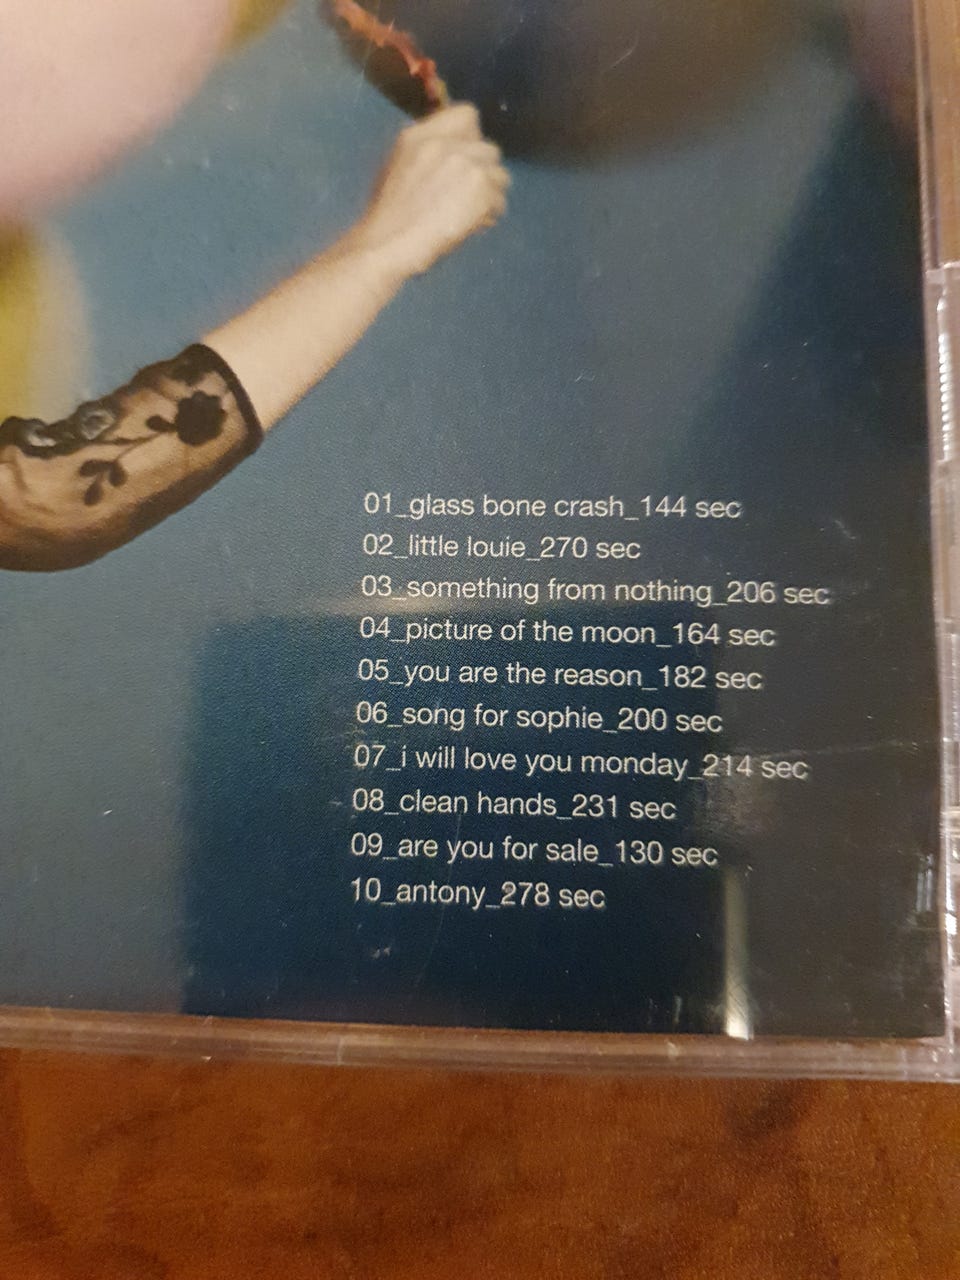 01_glass bone crash_144 sec
02_little louie_270 sec
03_something from nothing_206 sec
04_picture of the moon_164 sec
05_you are the reason_182 sec
06_song for sophie_200 sec
07_i will love you monday_214 sec
08_clean hands_231 sec
09_are you for sale_130 sec
10_antony_278 sec